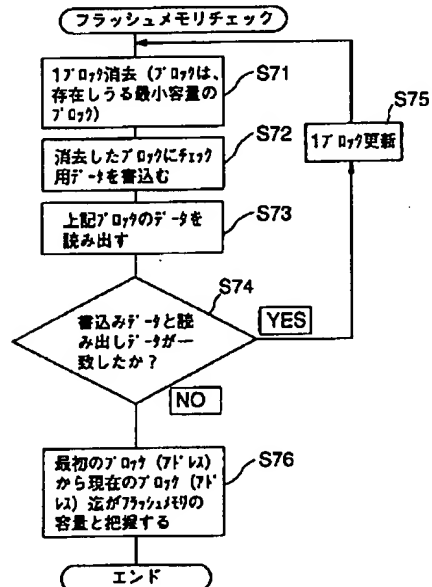 フラッシュメモリチェック
1ブロック消去（ブロックは、
存在しうる最小容量の
ブロック）
S71
S75
1ブロック更新
消去したブロックにチェック
用データを書込む
S72
上記ブロックのデータを
読み出す
S73
書込みデータと読
み出しデータが一
致したか？
S74
YES
NO
最初のブロック（アドレス）
から現在のブロック（アド
レス）迄がフラッシュメモリの
容量と把握する
S76
エンド